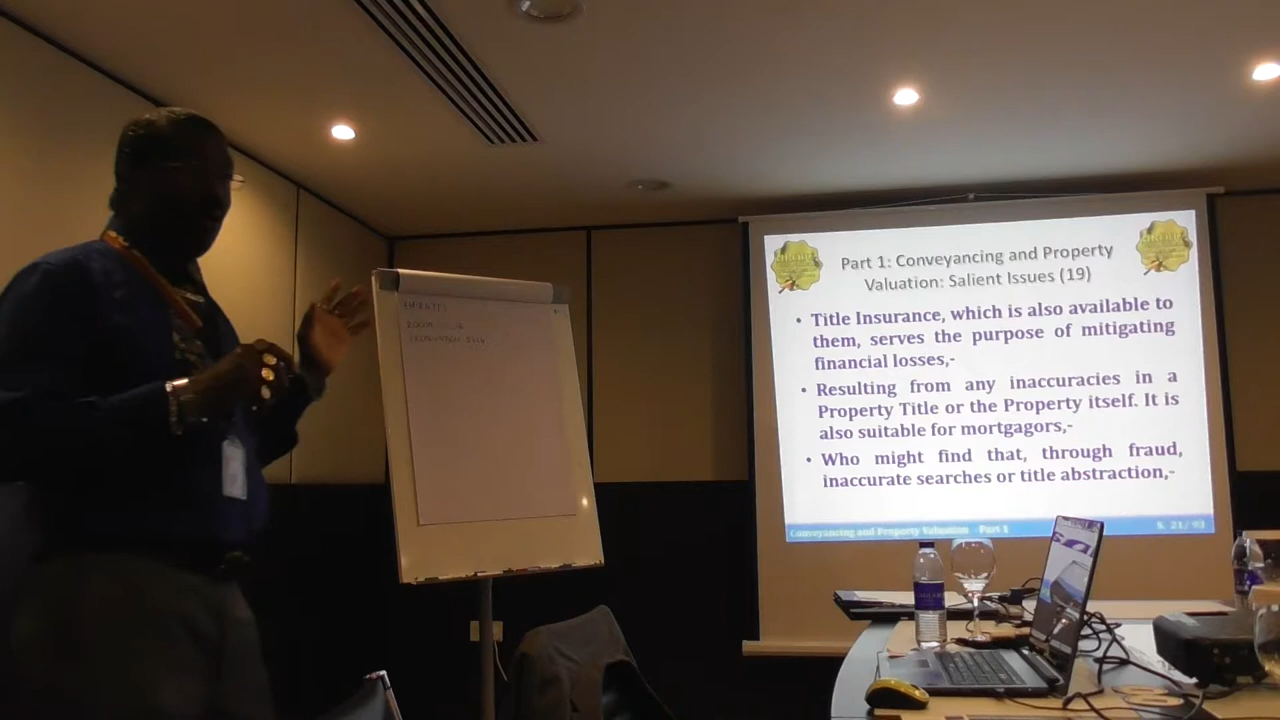 Part 1: Conveyancing and Property
Valuation: Salient Issues (19)
• Title Insurance, which is also available to
them, serves the purpose of mitigating
financial losses,-
• Resulting from any inaccuracies in a
Property Title or the Property itself. It is
also suitable for mortgagors,-
• Who might find that, through fraud,
inaccurate searches or title abstraction,-
Conveyancing and Property Valuation - Part 1
S. 21/ 93